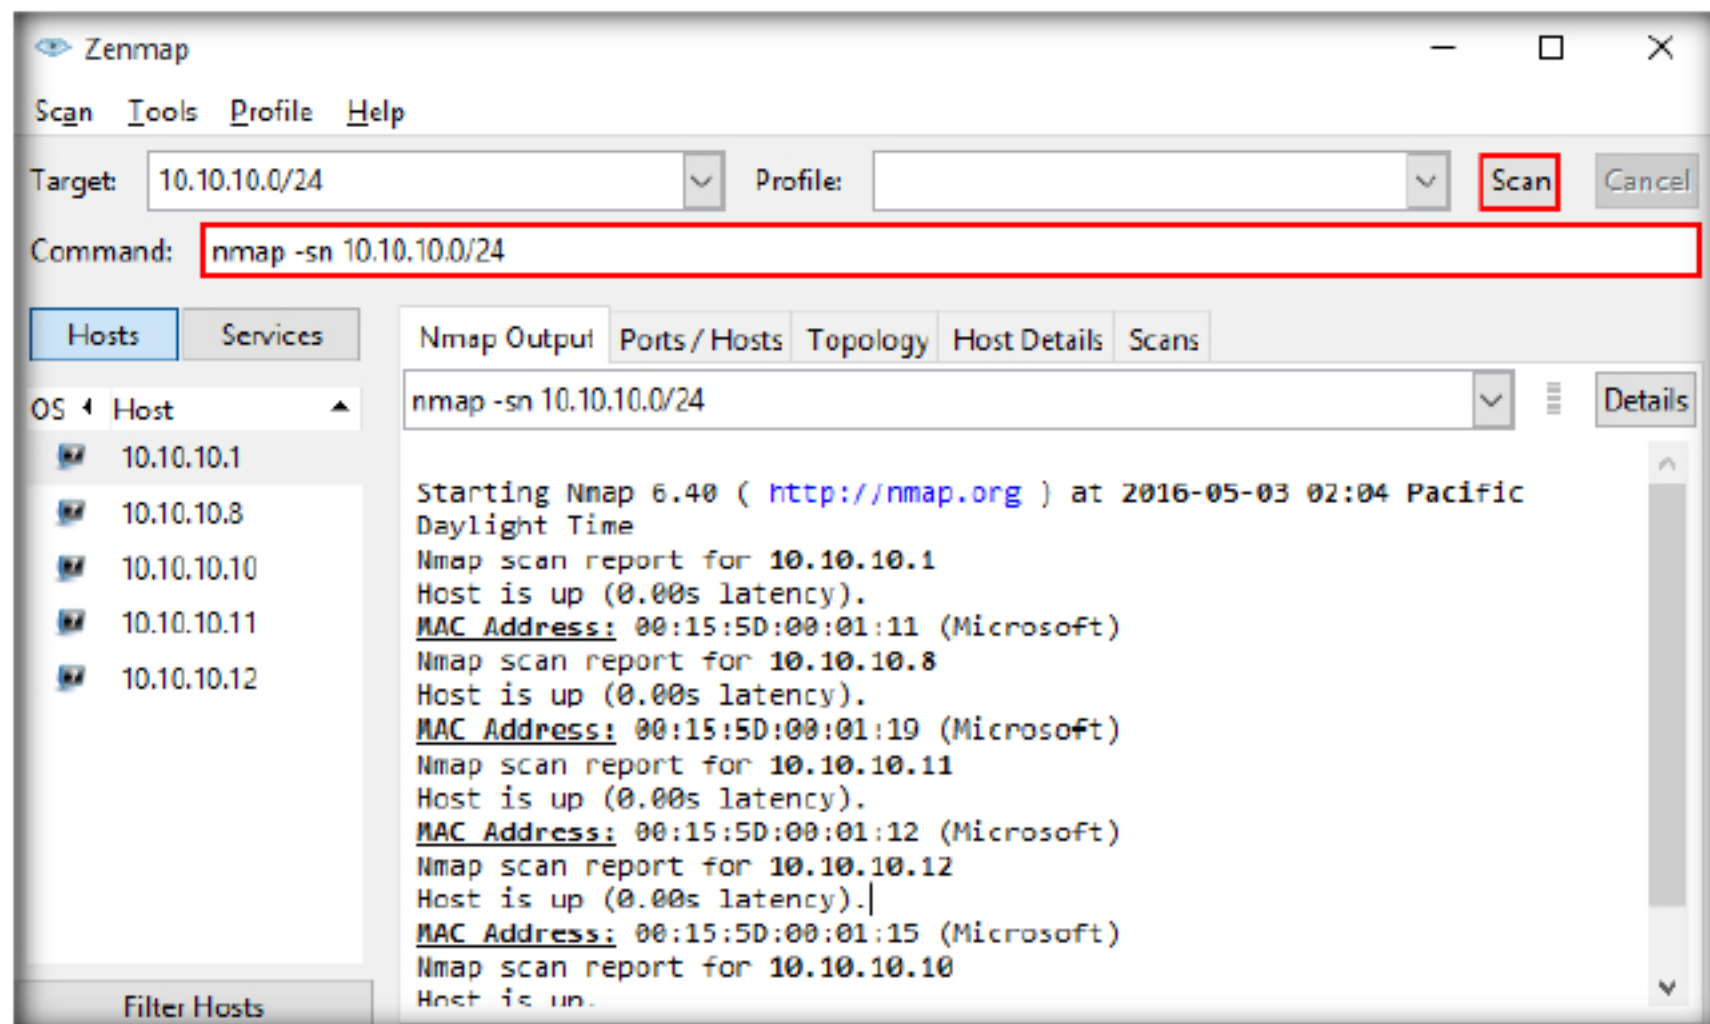 Zenmap
Scan Tools Profile Help
Target: 10.10.10.0/24 Profile: Scan Cancel
Command: nmap -sn 10.10.10.0/24
Hosts Services
Nmap Output Ports / Hosts Topology Host Details Scans
OS Host
10.10.10.1
10.10.10.8
10.10.10.10
10.10.10.11
10.10.10.12
Filter Hosts
nmap -sn 10.10.10.0/24 Details
Starting Nmap 6.40 ( http://nmap.org ) at 2016-05-03 02:04 Pacific
Daylight Time
Nmap scan report for 10.10.10.1
Host is up (0.00s latency).
MAC Address: 00:15:5D:00:01:11 (Microsoft)
Nmap scan report for 10.10.10.8
Host is up (0.00s latency).
MAC Address: 00:15:5D:00:01:19 (Microsoft)
Nmap scan report for 10.10.10.11
Host is up (0.00s latency).
MAC Address: 00:15:5D:00:01:12 (Microsoft)
Nmap scan report for 10.10.10.12
Host is up (0.00s latency).
MAC Address: 00:15:5D:00:01:15 (Microsoft)
Nmap scan report for 10.10.10.10
Host is up.